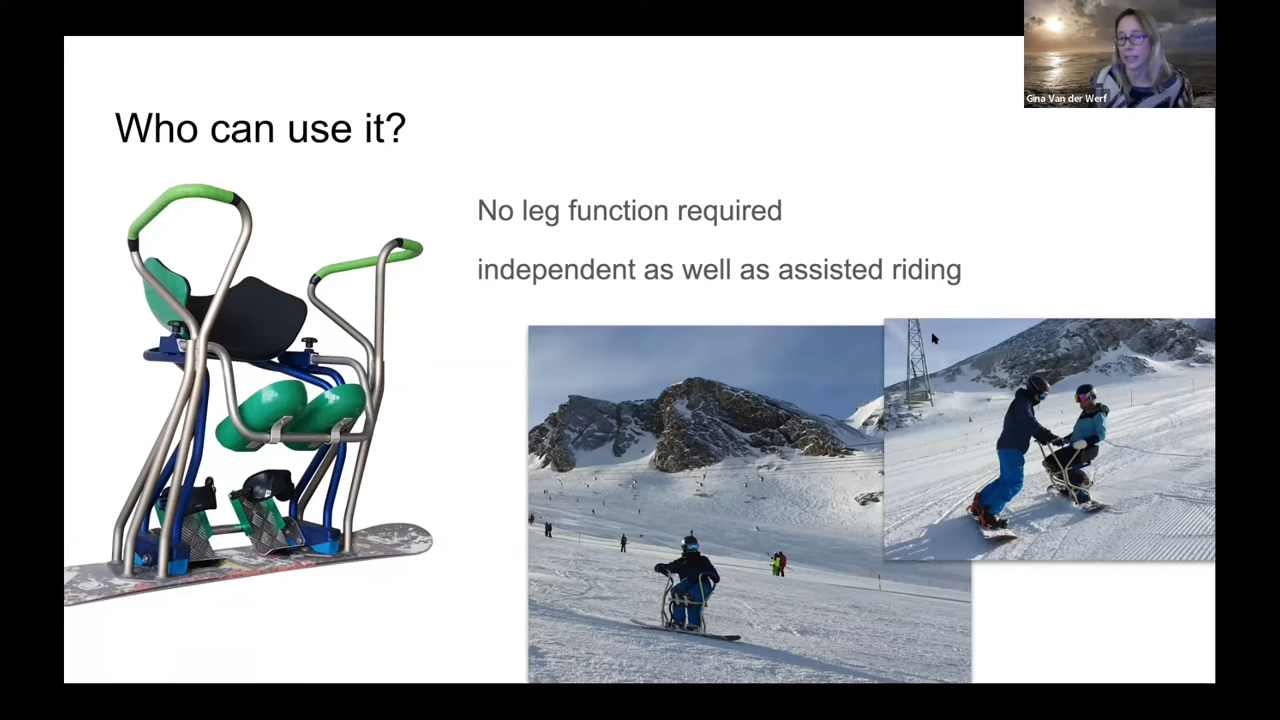 Gina Van der Werf
Who can use it?
No leg function required
independent as well as assisted riding